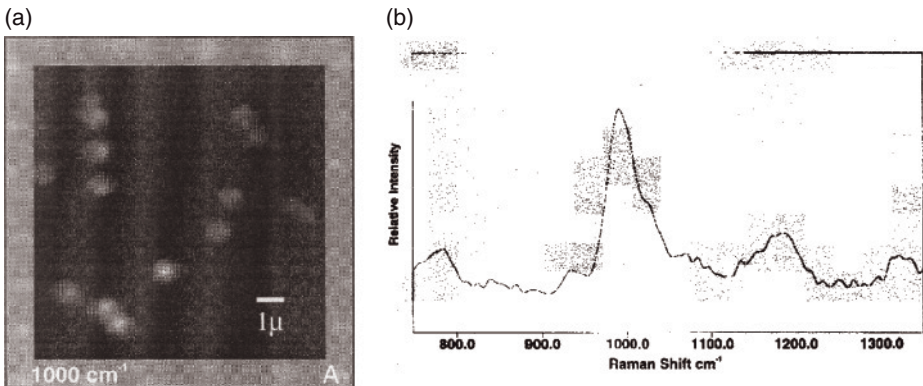 (a)
1μ
1000 cm⁻¹
A
(b)
Relative Intensity
800.0 900.0 1000.0 1100.0 1200.0 1300.0
Raman Shift cm⁻¹